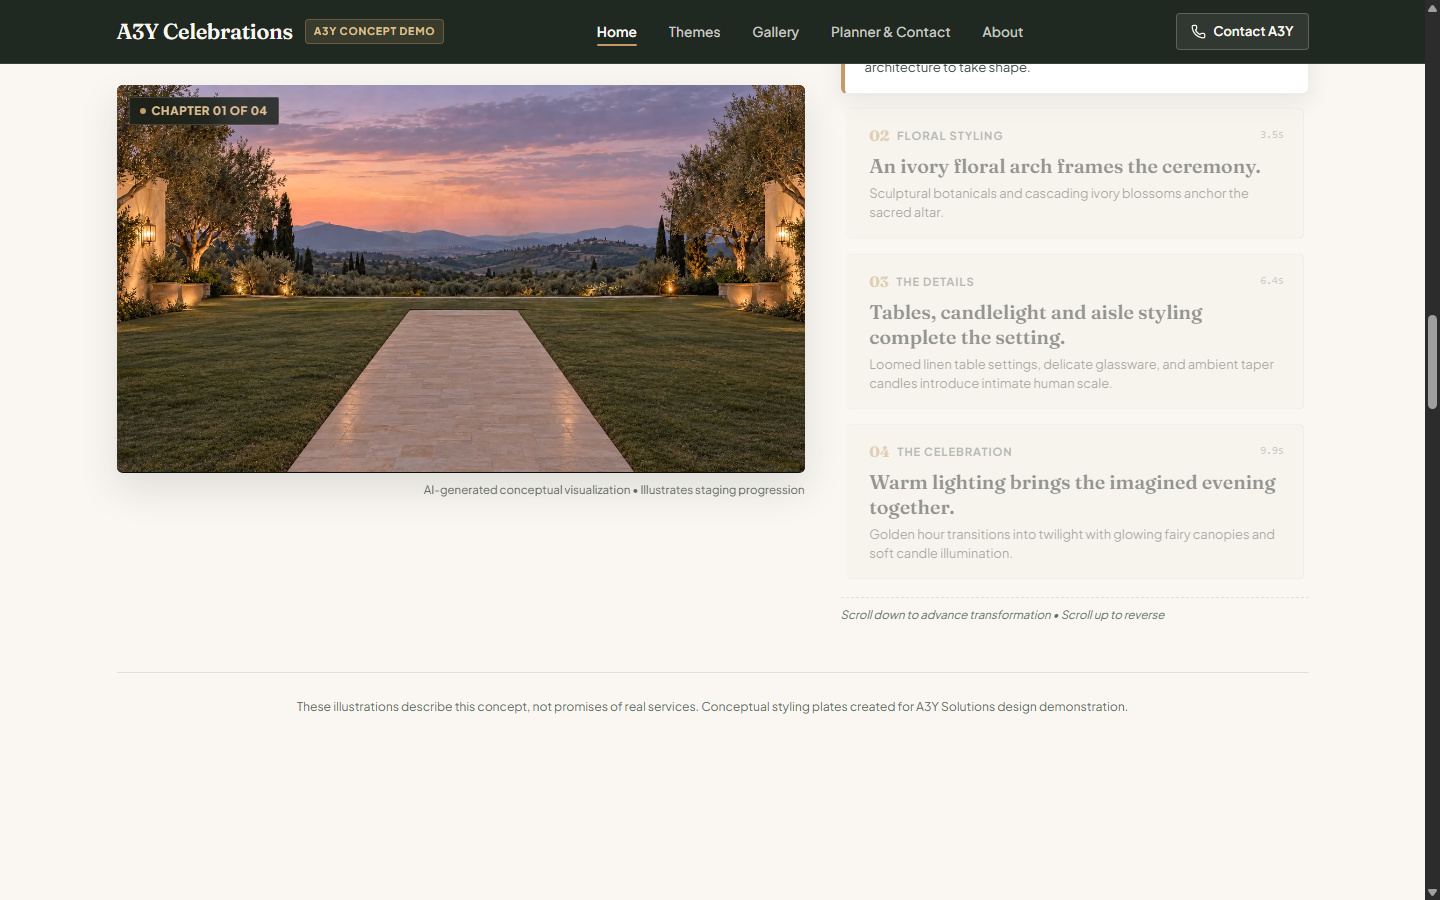 A3Y Celebrations
A3Y CONCEPT DEMO
Home
Themes
Gallery
Planner & Contact
About
Contact A3Y
CHAPTER 01 OF 04
AI-generated conceptual visualization • Illustrates staging progression
architecture to take shape.
02 FLORAL STYLING
3.5s
An ivory floral arch frames the ceremony.
Sculptural botanicals and cascading ivory blossoms anchor the
sacred altar.
03 THE DETAILS
6.4s
Tables, candlelight and aisle styling
complete the setting.
Loomed linen table settings, delicate glassware, and ambient taper
candles introduce intimate human scale.
04 THE CELEBRATION
9.9s
Warm lighting brings the imagined evening
together.
Golden hour transitions into twilight with glowing fairy canopies and
soft candle illumination.
Scroll down to advance transformation • Scroll up to reverse
These illustrations describe this concept, not promises of real services. Conceptual styling plates created for A3Y Solutions design demonstration.